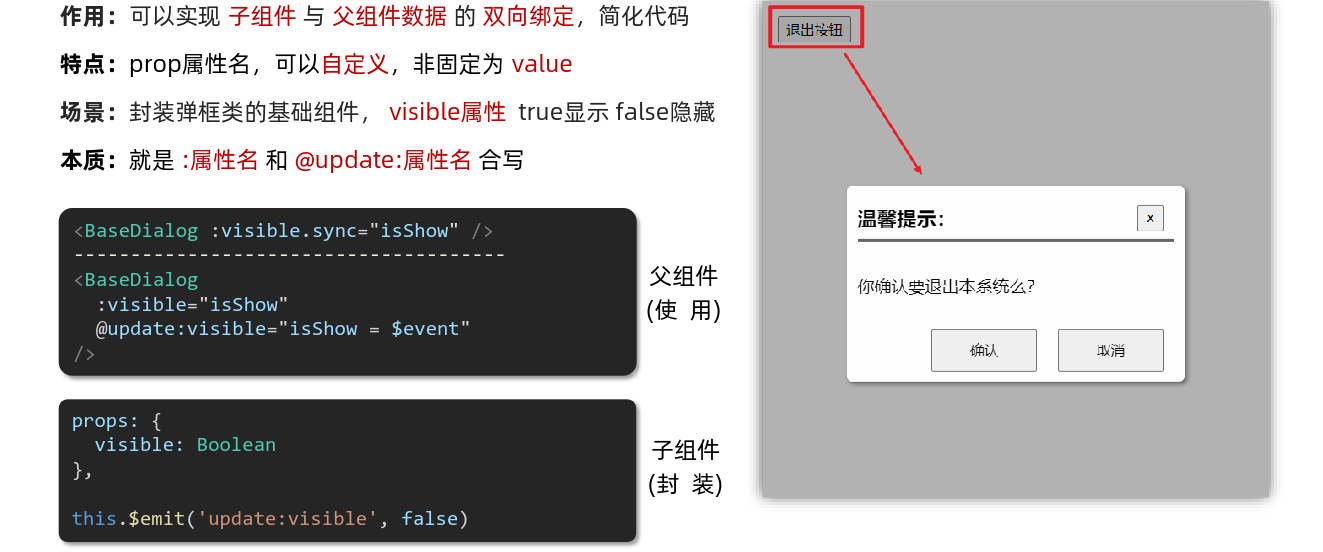 作用：可以实现 子组件 与 父组件数据 的 双向绑定，简化代码
特点：prop属性名，可以自定义，非固定为 value
场景：封装弹框类的基础组件， visible属性 true显示 false隐藏
本质：就是 :属性名 和 @update:属性名 合写
<BaseDialog :visible.sync="isShow" />
--------------------------------------
<BaseDialog
:visible="isShow"
@update:visible="isShow = $event"
/>
父组件
(使 用)
props: {
visible: Boolean
},
this.$emit('update:visible', false)
子组件
(封 装)
退出按钮
温馨提示：
x
你确认要退出本系统么?
确认
取消